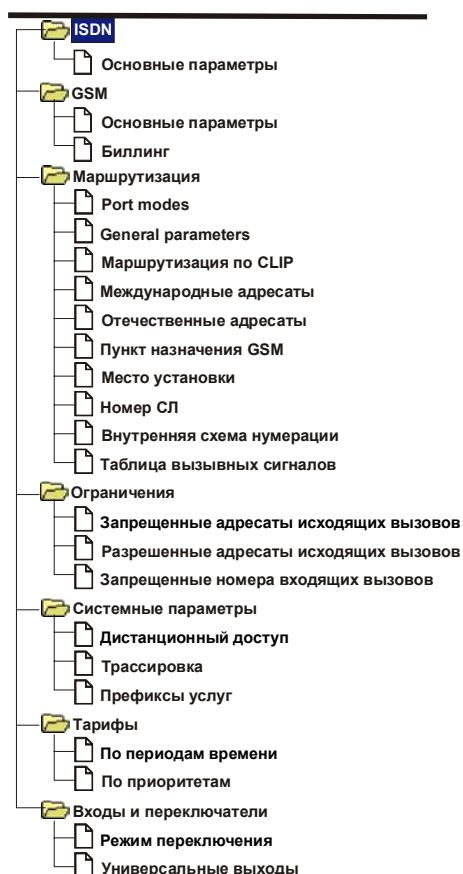 ISDN
Основные параметры
GSM
Основные параметры
Биллинг
Маршрутизация
Port modes
General parameters
Маршрутизация по CLIP
Международные адресаты
Отечественные адресаты
Пункт назначения GSM
Место установки
Номер СЛ
Внутренняя схема нумерации
Таблица вызывных сигналов
Ограничения
Запрещенные адресаты исходящих вызовов
Разрешенные адресаты исходящих вызовов
Запрещенные номера входящих вызовов
Системные параметры
Дистанционный доступ
Трассировка
Префиксы услуг
Тарифы
По периодам времени
По приоритетам
Входы и переключатели
Режим переключения
Универсальные выходы